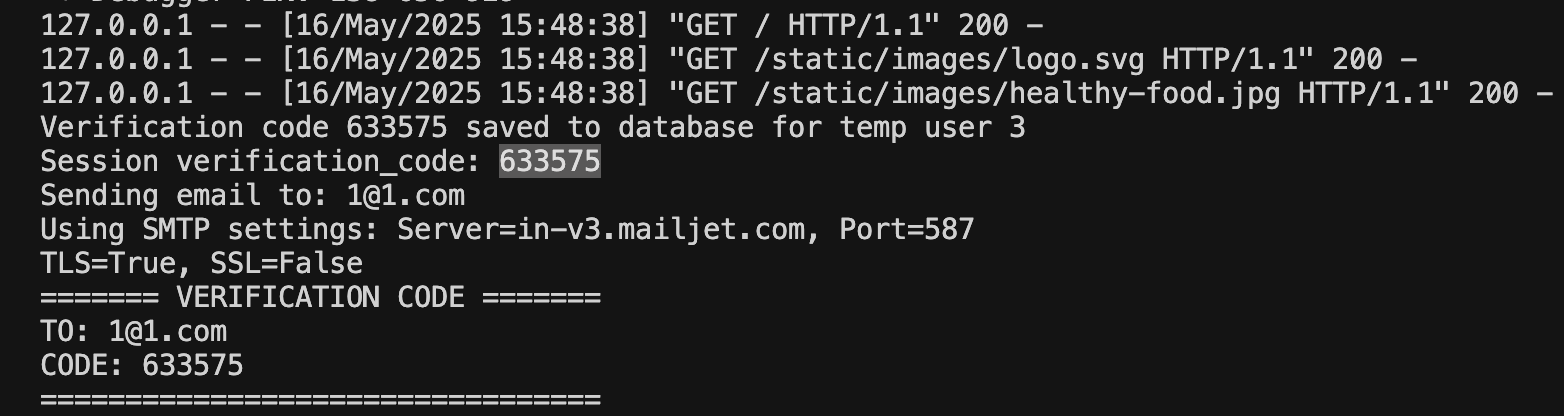 127.0.0.1 - - [16/May/2025 15:48:38] "GET / HTTP/1.1" 200 -
127.0.0.1 - - [16/May/2025 15:48:38] "GET /static/images/logo.svg HTTP/1.1" 200 -
127.0.0.1 - - [16/May/2025 15:48:38] "GET /static/images/healthy-food.jpg HTTP/1.1" 200 -
Verification code 633575 saved to database for temp user 3
Session verification_code: 633575
Sending email to: 1@1.com
Using SMTP settings: Server=in-v3.mailjet.com, Port=587
TLS=True, SSL=False
======= VERIFICATION CODE =======
TO: 1@1.com
CODE: 633575
=================================